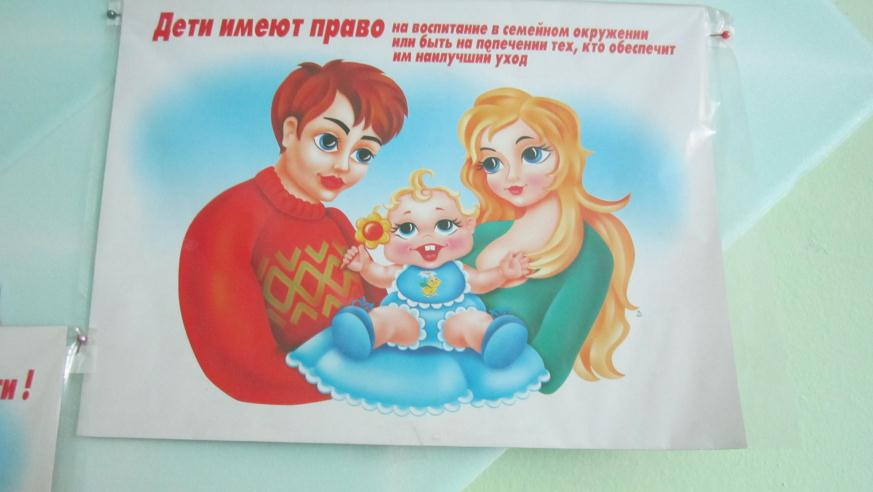 Дети имеют право на воспитание в семейном окружении
или быть на попечении тех, кто обеспечит
им наилучший уход
и !